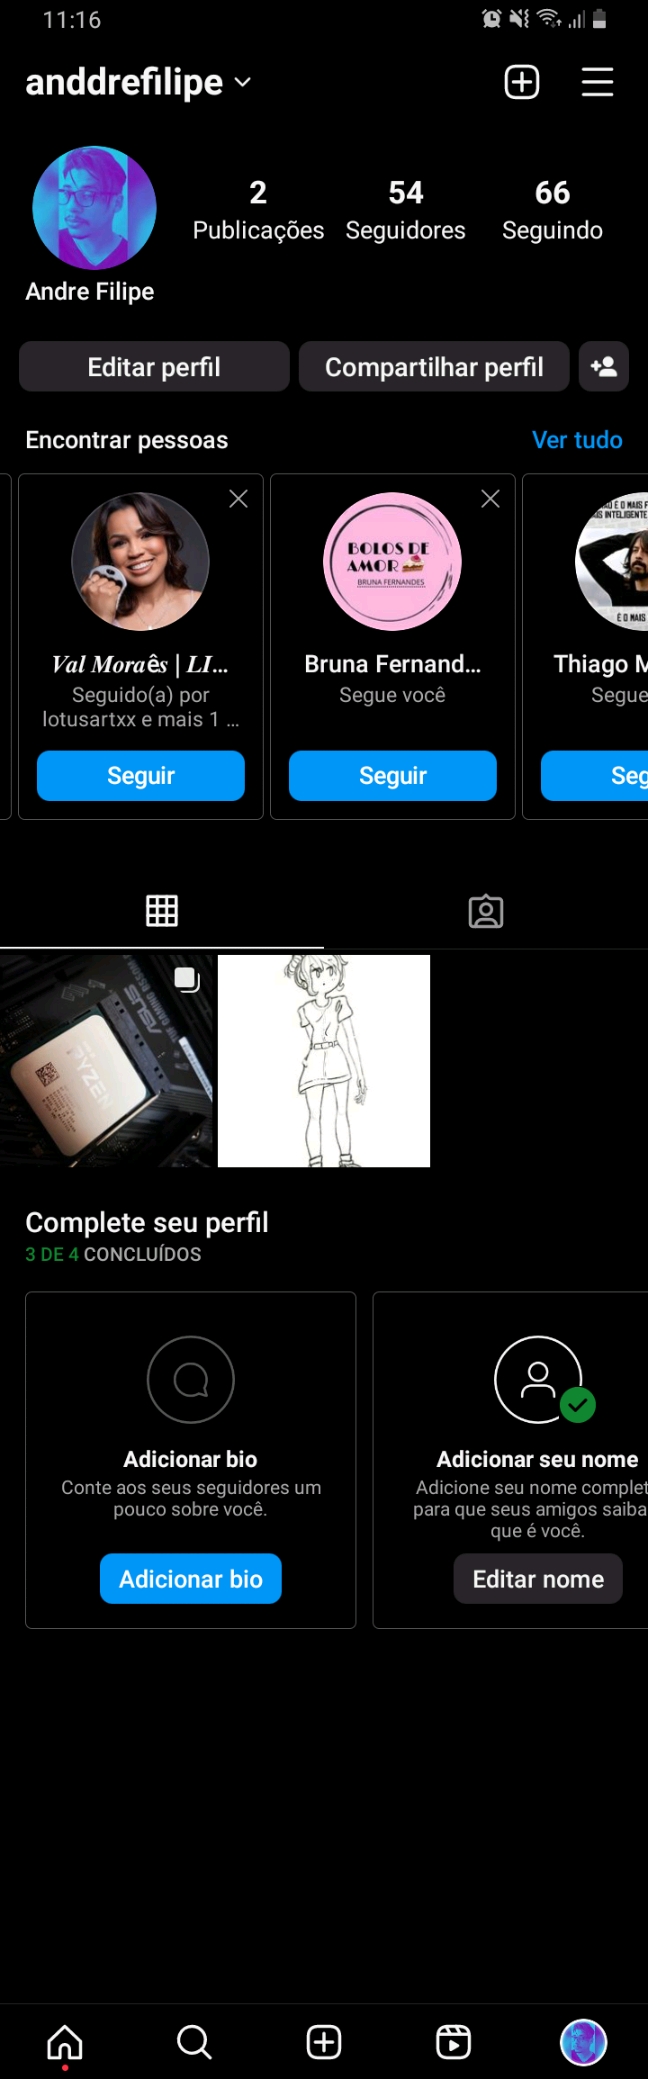 11:16
anddrefilipe
2
54
66
Publicações
Seguidores
Seguindo
Andre Filipe
Editar perfil
Compartilhar perfil
Encontrar pessoas
Ver tudo
BOLOS DE
AMOR
BRUNA FERNANDES
É O MAIS
Val Moraês | LI...
Bruna Fernand...
Thiago M
Seguido(a) por
lotusartxx e mais 1 ...
Segue você
Segue
Seguir
Seguir
Seg
ASUS
RYZEN
Complete seu perfil
3 DE 4 CONCLUÍDOS
Adicionar bio
Conte aos seus seguidores um
pouco sobre você.
Adicionar bio
Adicionar seu nome
Adicione seu nome complet
para que seus amigos saiba
que é você.
Editar nome